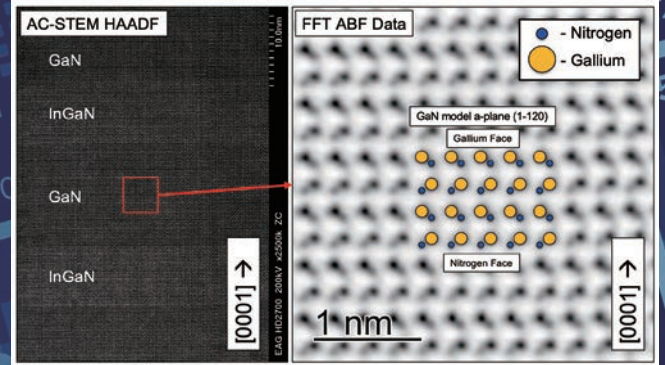 AC-STEM HAADF
GaN
InGaN
GaN
InGaN
[0001] →
10.0nm
EAG HD2700 200kV x2500k ZC
FFT ABF Data
- Nitrogen
- Gallium
GaN model a-plane (1-120)
Gallium Face
Nitrogen Face
1 nm
[0001] →